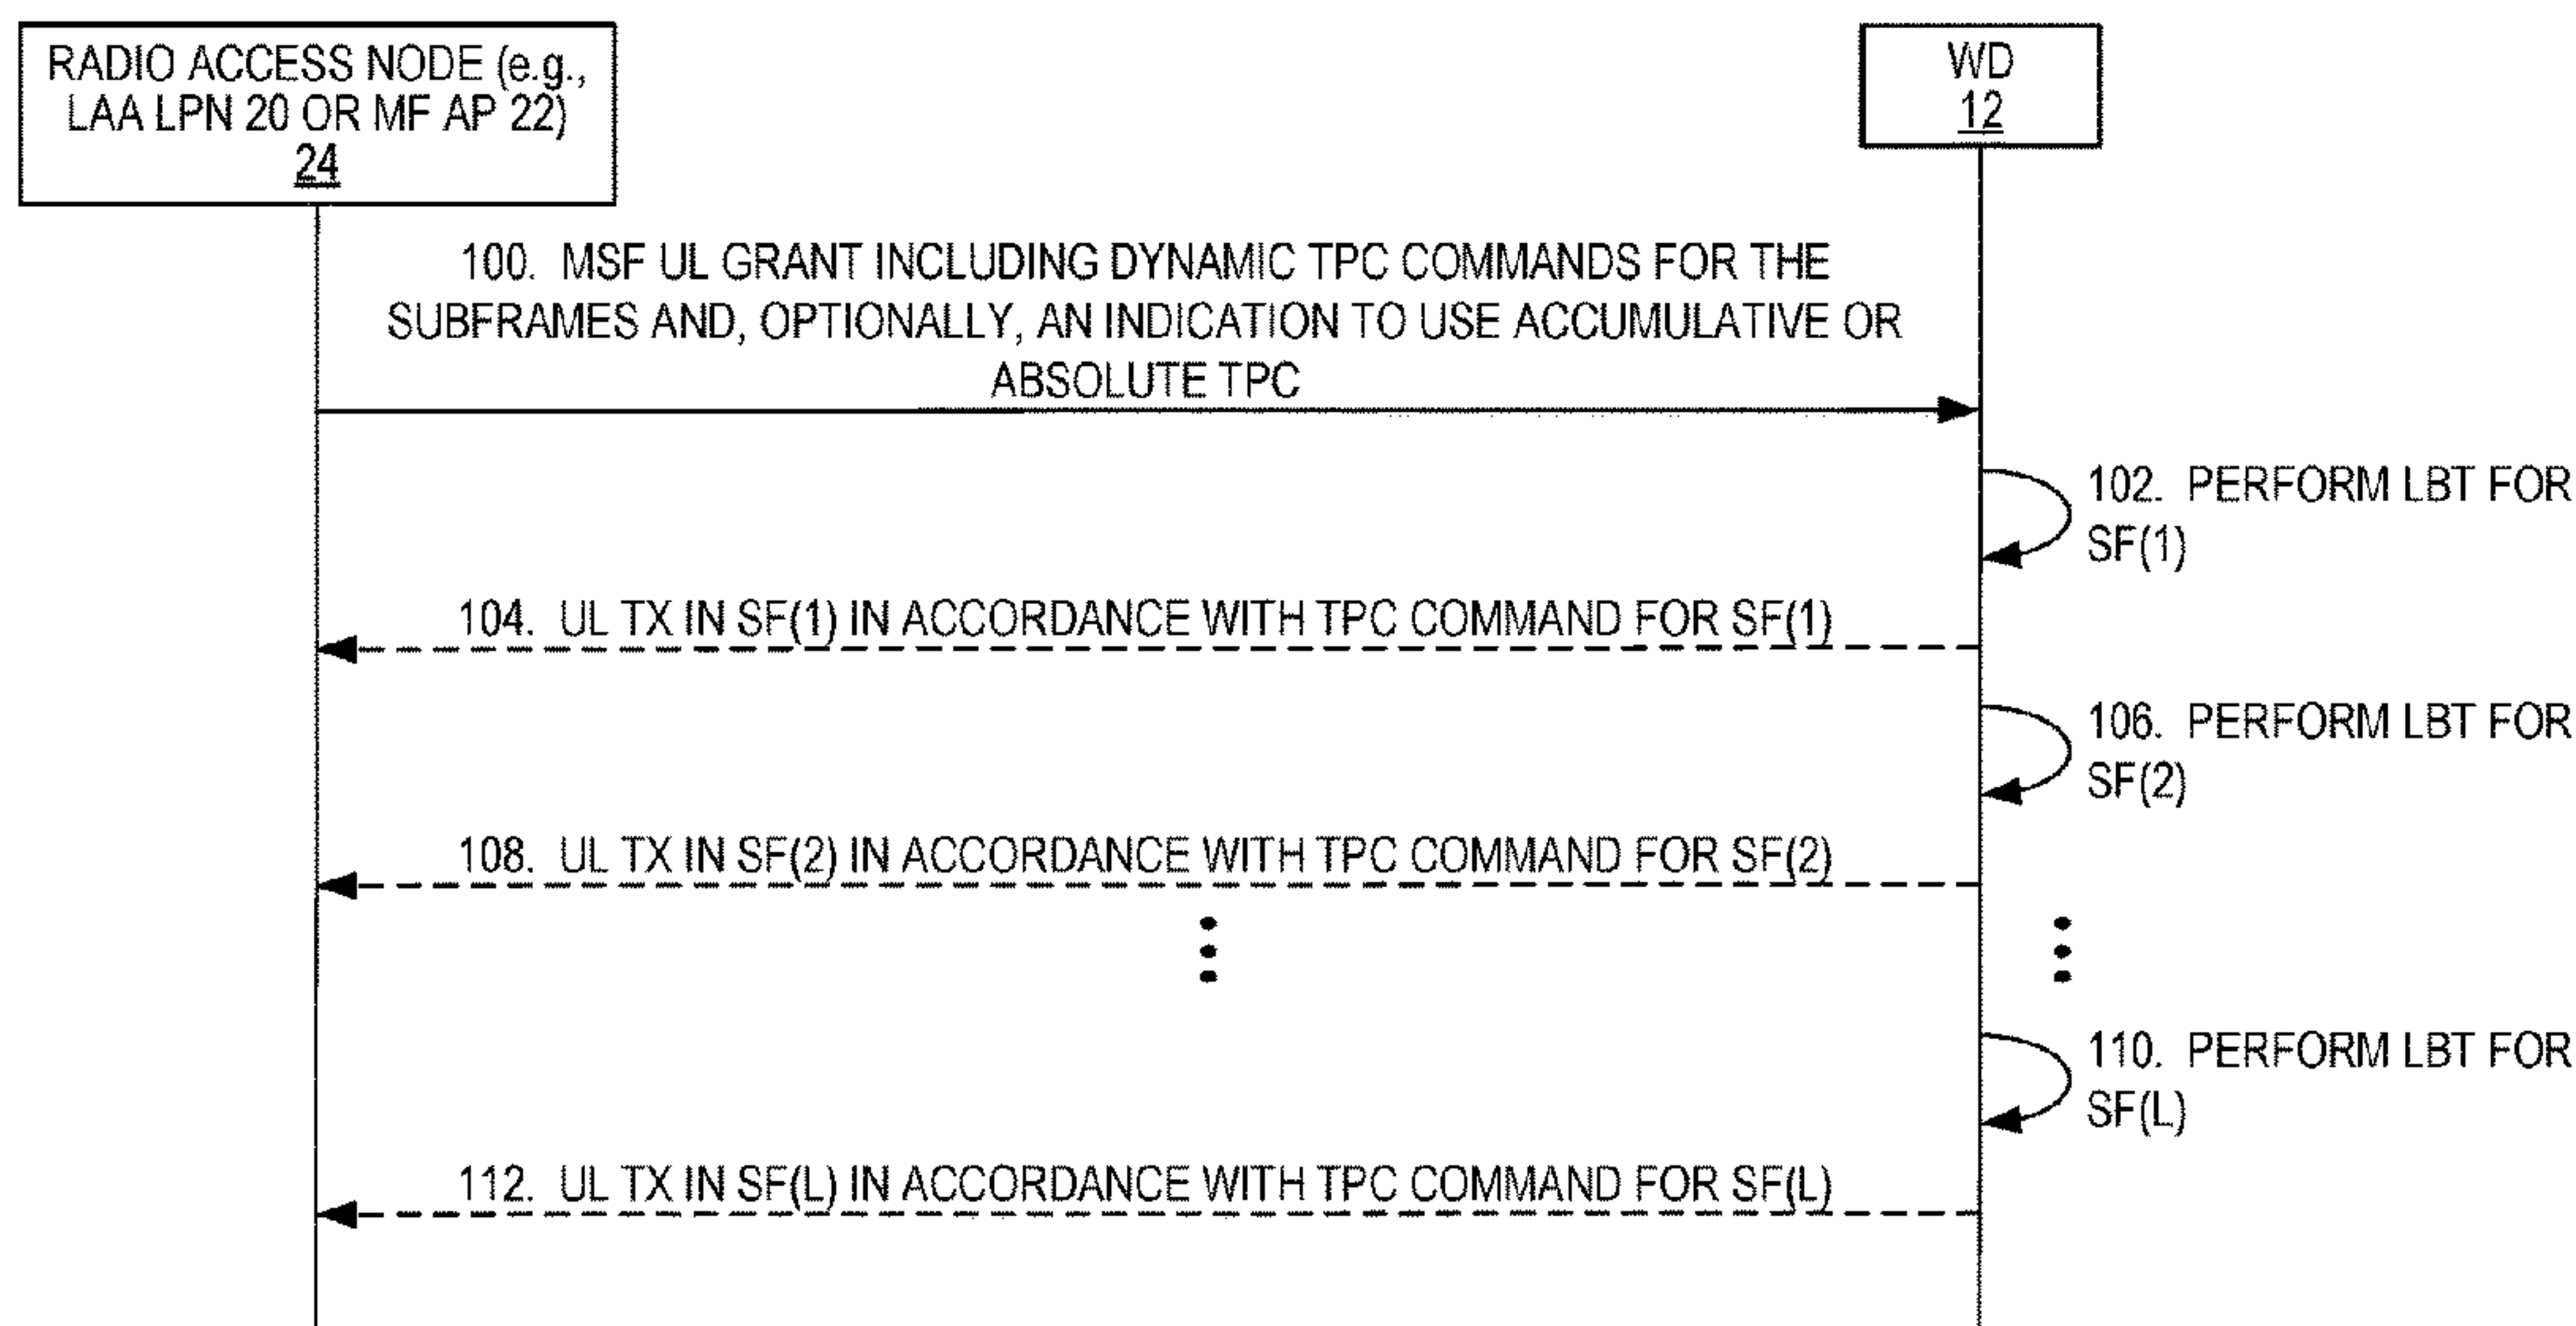 RADIO ACCESS NODE (e.g.,
LAA LPN 20 OR MF AP 22)
24
WD
12
100. MSF UL GRANT INCLUDING DYNAMIC TPC COMMANDS FOR THE
SUBFRAMES AND, OPTIONALLY, AN INDICATION TO USE ACCUMULATIVE OR
ABSOLUTE TPC
102. PERFORM LBT FOR
SF(1)
104. UL TX IN SF(1) IN ACCORDANCE WITH TPC COMMAND FOR SF(1)
106. PERFORM LBT FOR
SF(2)
108. UL TX IN SF(2) IN ACCORDANCE WITH TPC COMMAND FOR SF(2)
110. PERFORM LBT FOR
SF(L)
112. UL TX IN SF(L) IN ACCORDANCE WITH TPC COMMAND FOR SF(L)